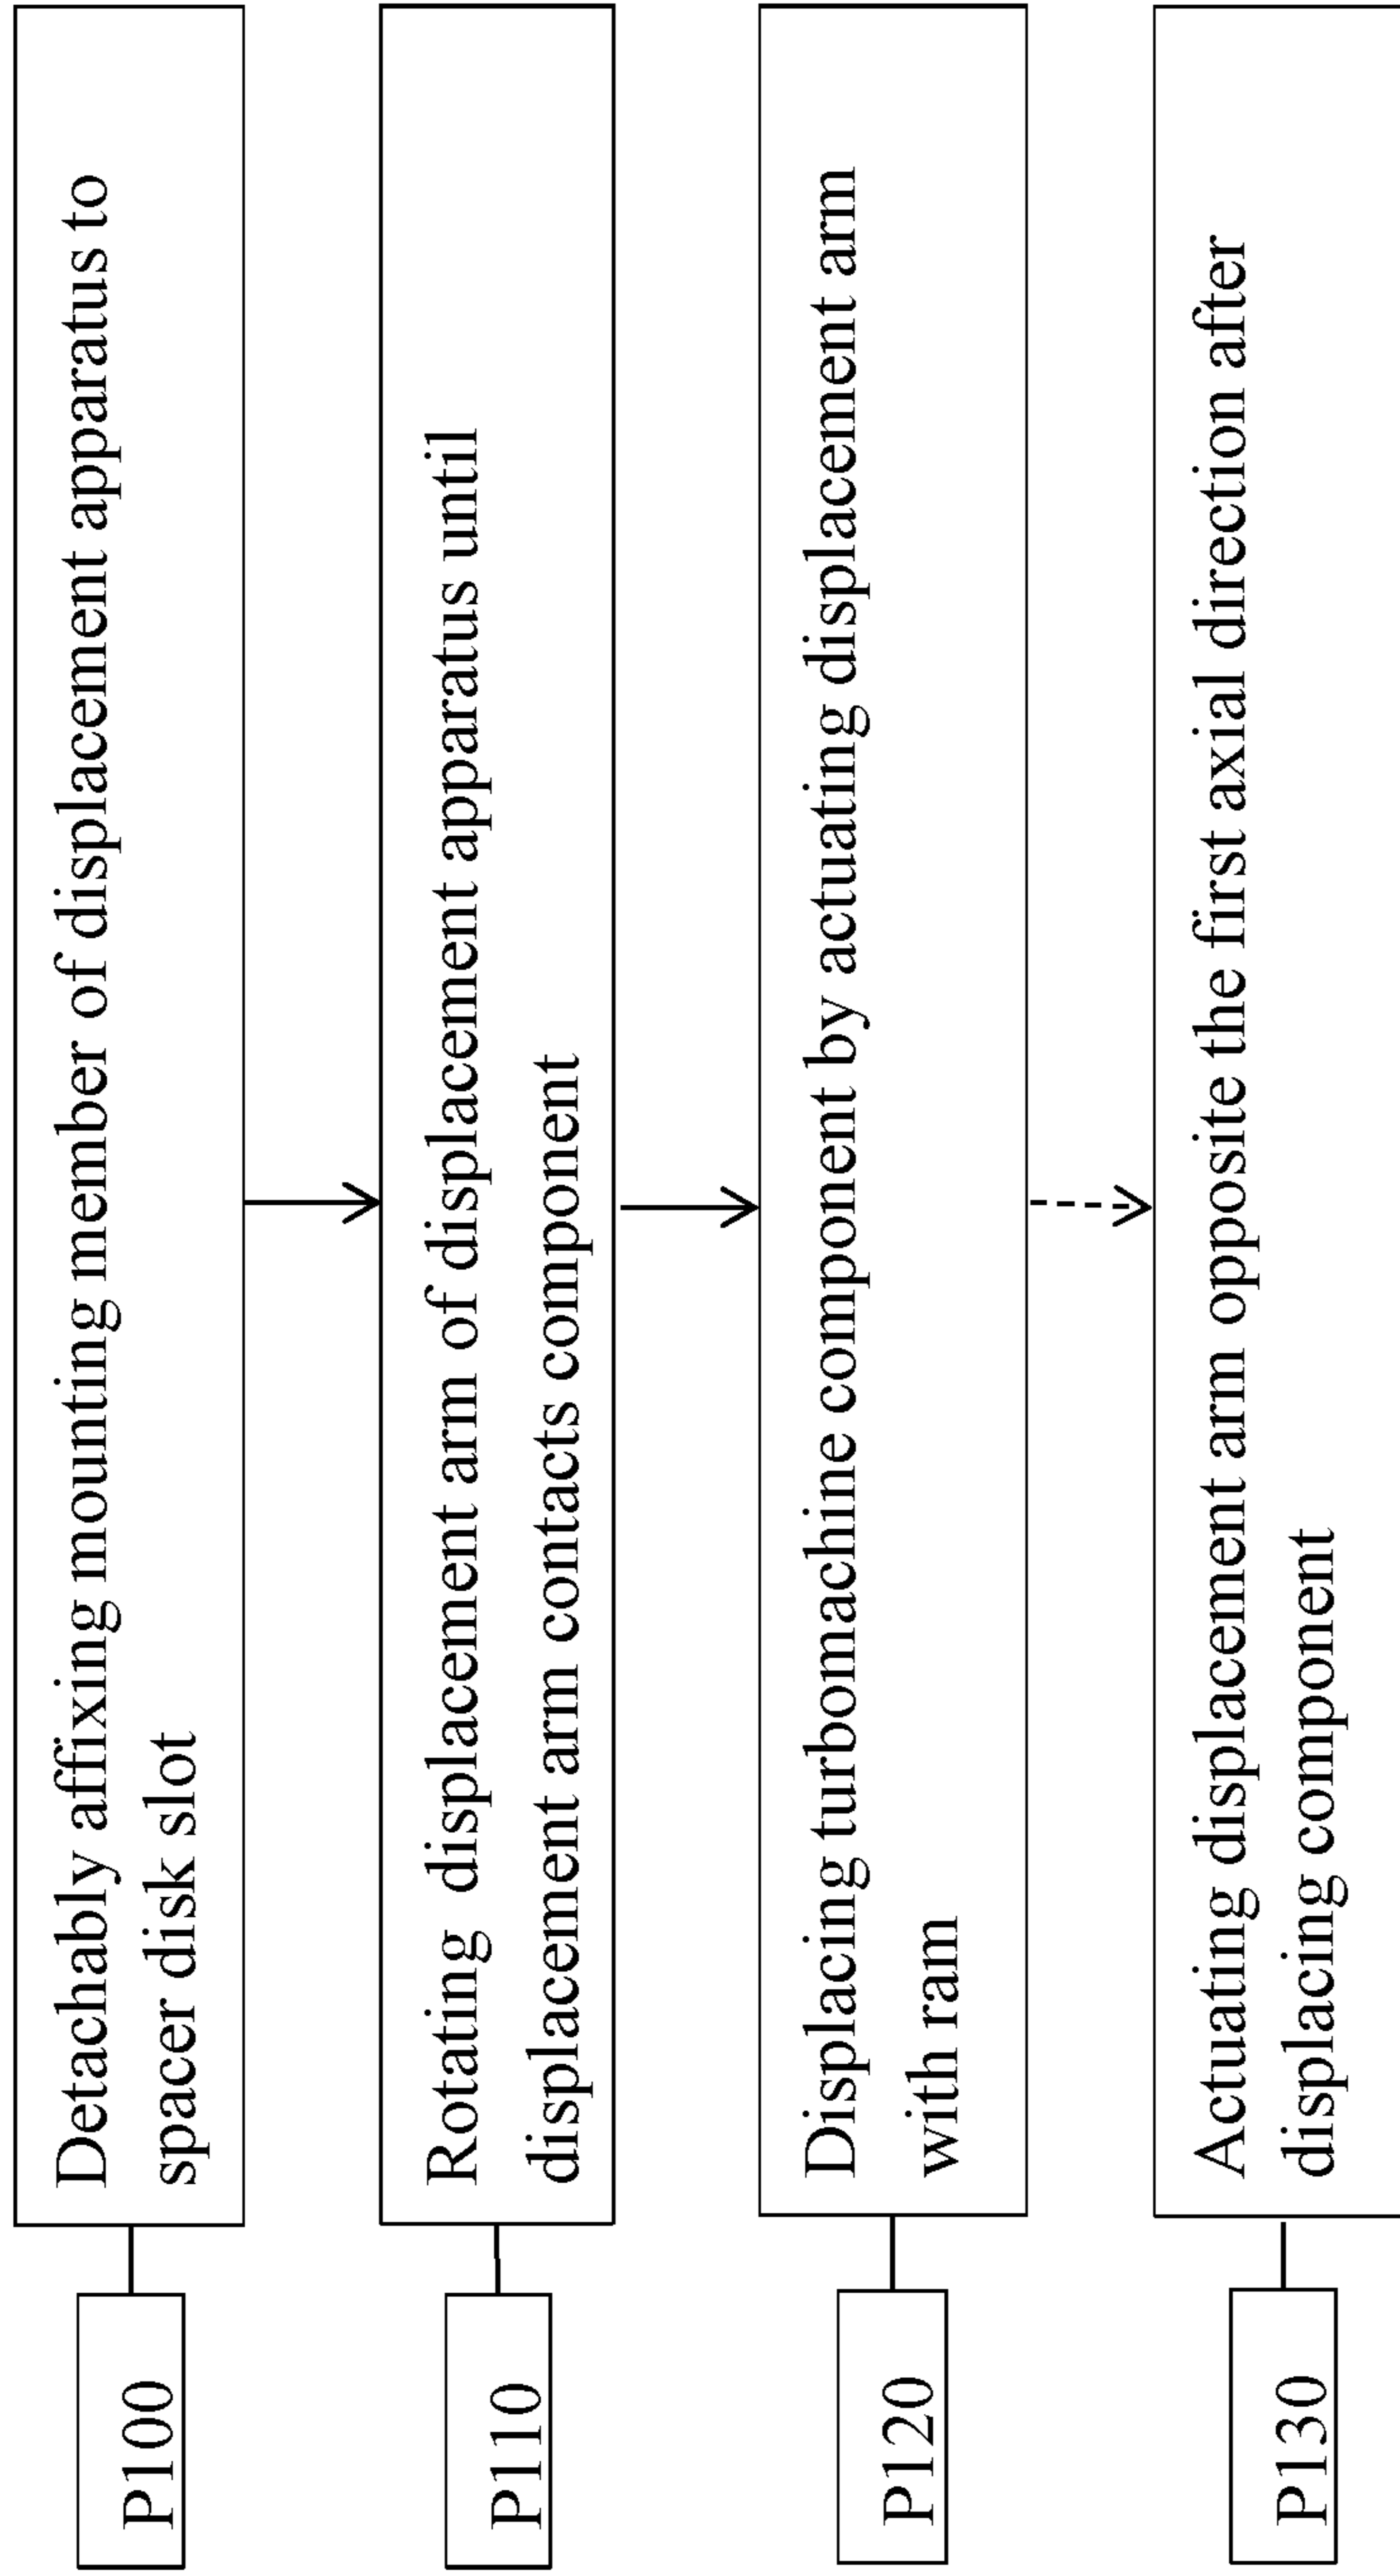 P100
Detachably affixing mounting member of displacement apparatus to
spacer disk slot
P110
Rotating displacement arm of displacement apparatus until
displacement arm contacts component
P120
Displacing turbomachine component by actuating displacement arm
with ram
P130
Actuating displacement arm opposite the first axial direction after
displacing component